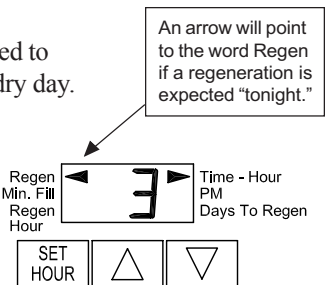 An arrow will point
to the word Regen
if a regeneration is
expected “tonight.”
ed to
dry day.
Regen
Min. Fill
Regen
Hour
3
Time - Hour
PM
Days To Regen
SET
HOUR